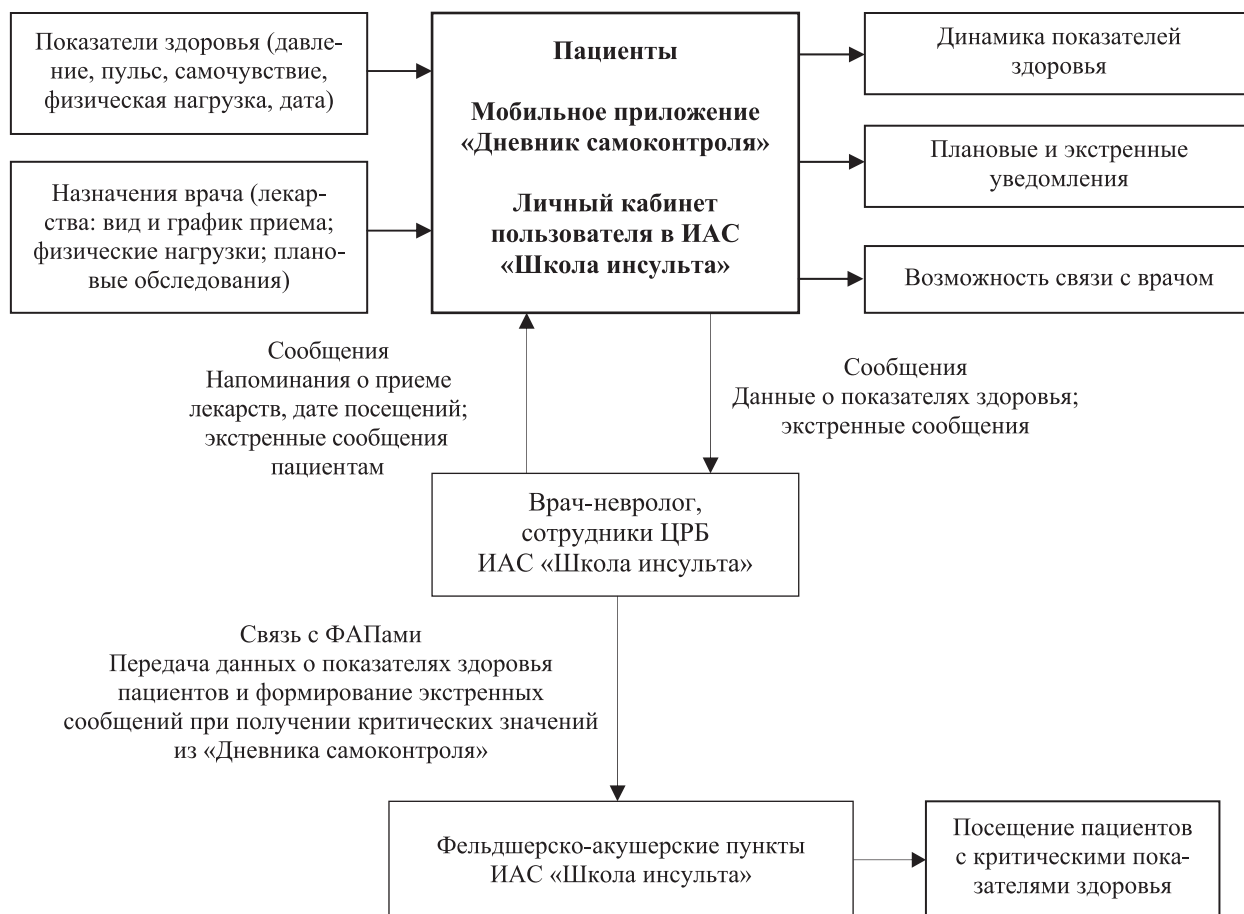 Показатели здоровья (давле-
ние, пульс, самочувствие,
физическая нагрузка, дата)
Назначения врача (лекар-
ства: вид и график приема;
физические нагрузки; плано-
вые обследования)
Пациенты
Мобильное приложение
«Дневник самоконтроля»
Личный кабинет
пользователя в ИАС
«Школа инсульта»
Динамика показателей
здоровья
Плановые и экстренные
уведомления
Возможность связи с врачом
Сообщения
Напоминания о приеме
лекарств, дате посещений;
экстренные сообщения
пациентам
Сообщения
Данные о показателях здоровья;
экстренные сообщения
Врач-невролог,
сотрудники ЦРБ
ИАС «Школа инсульта»
Связь с ФАПами
Передача данных о показателях здоровья
пациентов и формирование экстренных
сообщений при получении критических значений
из «Дневника самоконтроля»
Фельдшерско-акушерские пункты
ИАС «Школа инсульта»
Посещение пациентов
с критическими пока-
зателями здоровья